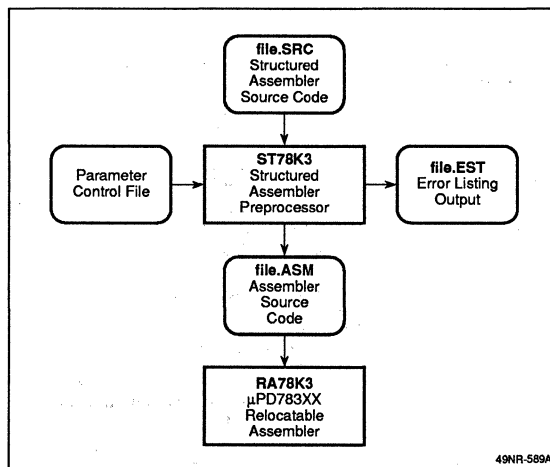 file.SRC
Structured
Assembler
Source Code
Parameter
Control File
ST78K3
Structured
Assembler
Preprocessor
file.EST
Error Listing
Output
file.ASM
Assembler
Source
Code
RA78K3
µPD783XX
Relocatable
Assembler
49NR-589A